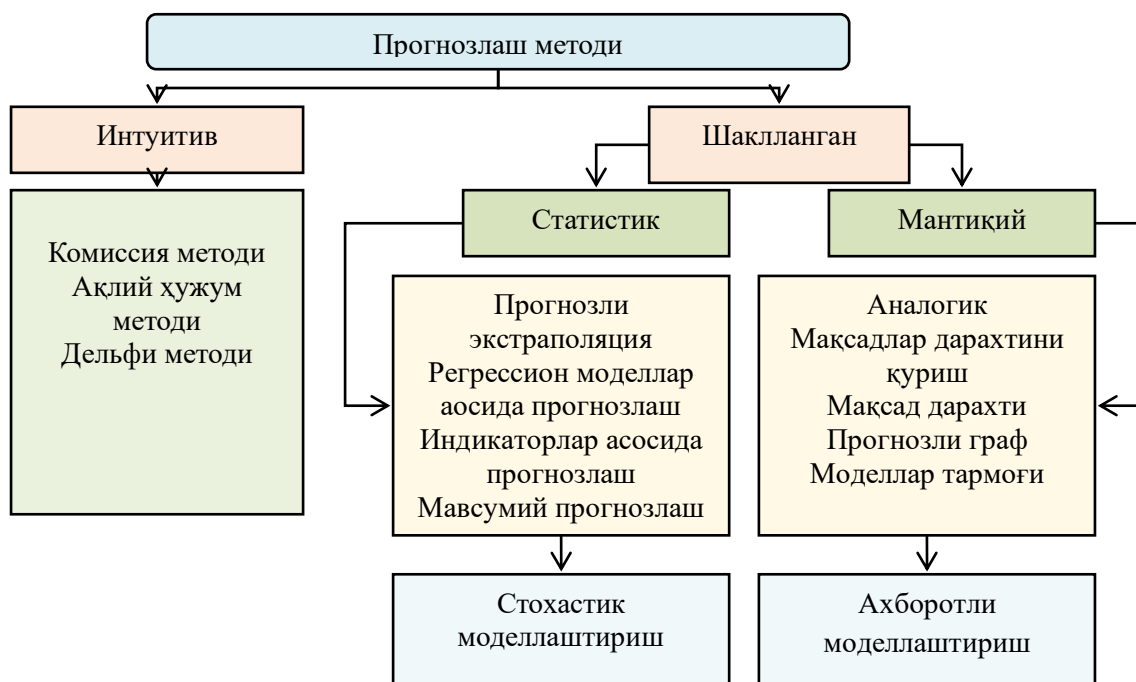 Прогнозлаш методи
Интуитив
Шаклланган
Комиссия методи
Ақлий ҳужум
методи
Дельфи методи
Статистик
Мантиқий
Прогнозли
экстраполяция
Регрессион моделлар
аосида прогнозлаш
Индикаторлар асосида
прогнозлаш
Мавсумий прогнозлаш
Аналогик
Мақсадлар дарахтини
қуриш
Мақсад дарахти
Прогнозли граф
Моделлар тармоғи
Стохастик
моделлаштириш
Ахборотли
моделлаштириш